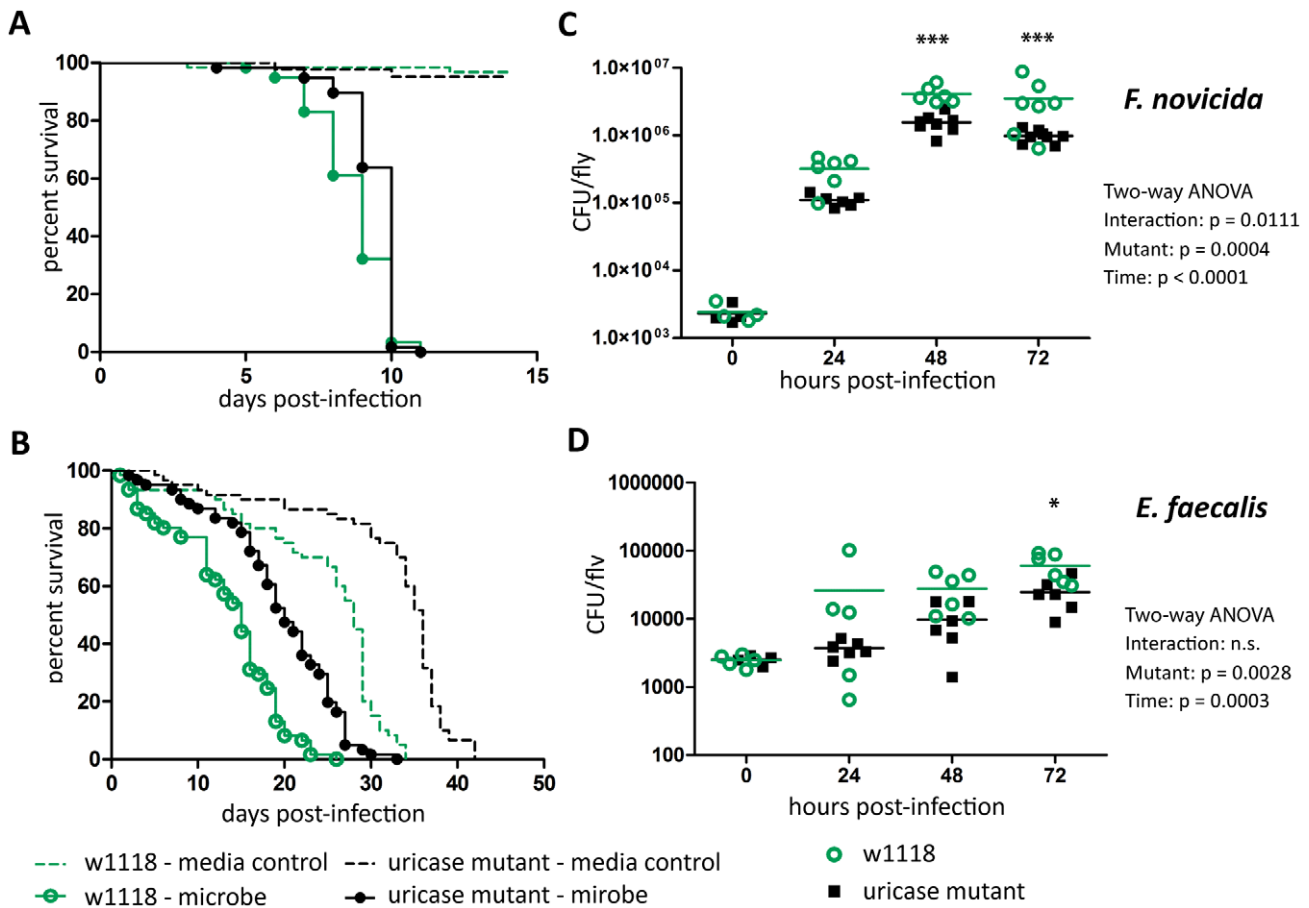 A
percent survival
100
80
60
40
20
0
0 5 10 15
days post-infection
C
*** ***
CFU/fly
1.0×10⁰⁷
1.0×10⁰⁶
1.0×10⁰⁵
1.0×10⁰⁴
1.0×10⁰³
0 24 48 72
hours post-infection
F. novicida
Two-way ANOVA
Interaction: p = 0.0111
Mutant: p = 0.0004
Time: p < 0.0001
B
percent survival
100
80
60
40
20
0
0 10 20 30 40 50
days post-infection
D
*
CFU/flv
1000000
100000
10000
1000
100
0 24 48 72
hours post-infection
E. faecalis
Two-way ANOVA
Interaction: n.s.
Mutant: p = 0.0028
Time: p = 0.0003
w1118 - media control
uricase mutant - media control
w1118 - microbe
uricase mutant - mirobe
w1118
uricase mutant